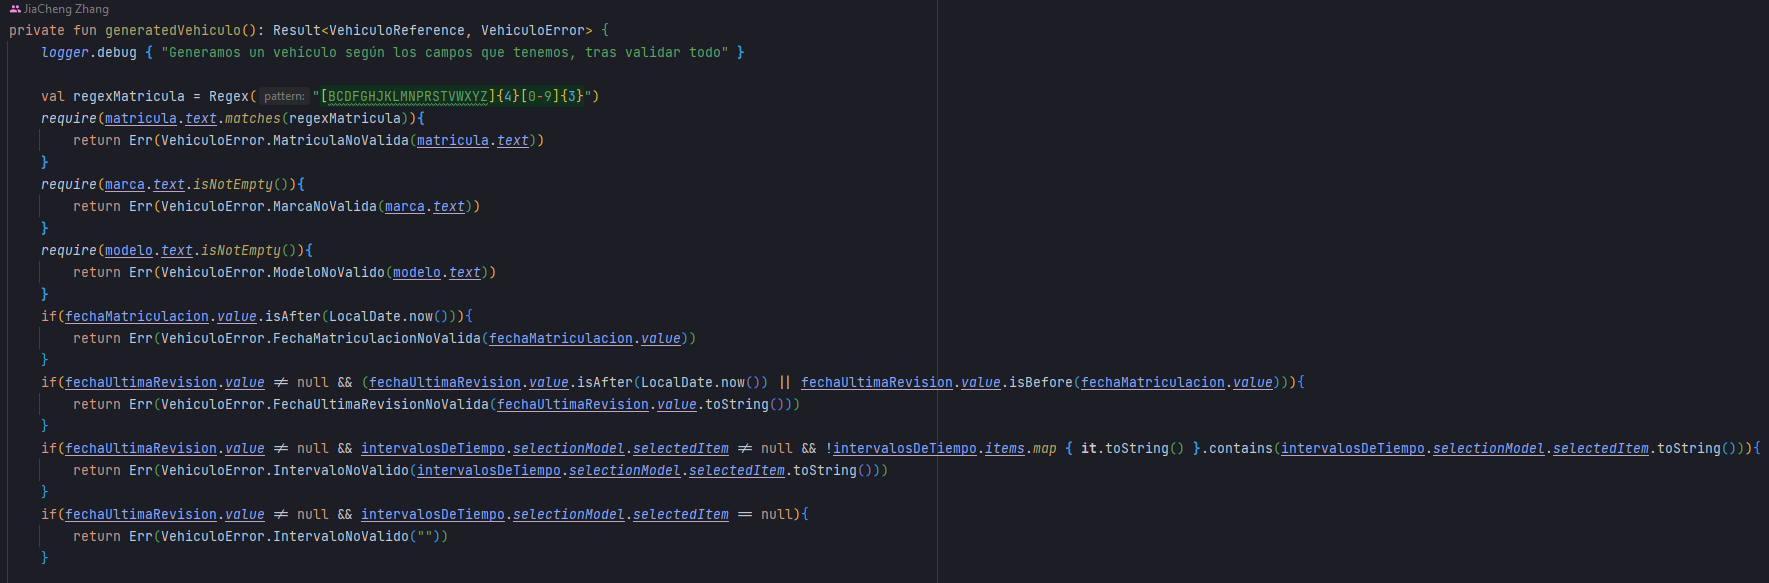 JiaCheng Zhang
private fun generatedVehiculo(): Result<VehiculoReference, VehiculoError> {
    logger.debug { "Generamos un vehículo según los campos que tenemos, tras validar todo" }

    val regexMatricula = Regex( pattern: "[BCDFGHJKLMNPRSTVWXYZ]{4}[0-9]{3}")
    require(matricula.text.matches(regexMatricula)){
        return Err(VehiculoError.MatriculaNoValida(matricula.text))
    }
    require(marca.text.isNotEmpty()){
        return Err(VehiculoError.MarcaNoValida(marca.text))
    }
    require(modelo.text.isNotEmpty()){
        return Err(VehiculoError.ModeloNoValido(modelo.text))
    }
    if(fechaMatriculacion.value.isAfter(LocalDate.now())){
        return Err(VehiculoError.FechaMatriculacionNoValida(fechaMatriculacion.value))
    }
    if(fechaUltimaRevision.value != null && (fechaUltimaRevision.value.isAfter(LocalDate.now()) || fechaUltimaRevision.value.isBefore(fechaMatriculacion.value))){
        return Err(VehiculoError.FechaUltimaRevisionNoValida(fechaUltimaRevision.value.toString()))
    }
    if(fechaUltimaRevision.value != null && intervalosDeTiempo.selectionModel.selectedItem != null && !intervalosDeTiempo.items.map { it.toString() }.contains(intervalosDeTiempo.selectionModel.selectedItem.toString())){
        return Err(VehiculoError.IntervaloNoValido(intervalosDeTiempo.selectionModel.selectedItem.toString()))
    }
    if(fechaUltimaRevision.value != null && intervalosDeTiempo.selectionModel.selectedItem == null){
        return Err(VehiculoError.IntervaloNoValido(""))
    }